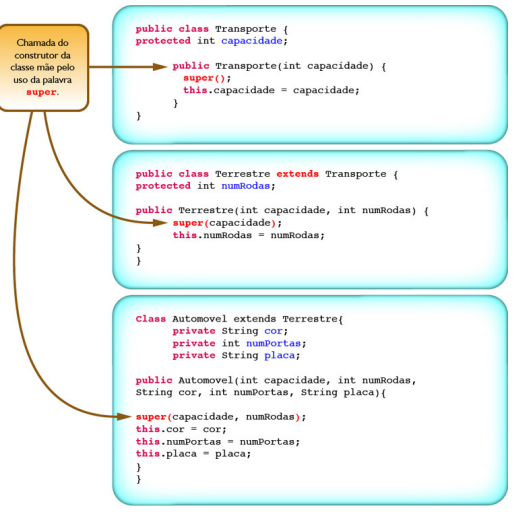 Chamada do
construtor da
classe mãe pelo
uso da palavra
super.
public class Transporte {
protected int capacidade;
public Transporte(int capacidade) {
super();
this.capacidade = capacidade;
}
}
public class Terrestre extends Transporte {
protected int numRodas;
public Terrestre(int capacidade, int numRodas) {
super(capacidade);
this.numRodas = numRodas;
}
}
Class Automovel extends Terrestre{
private String cor;
private int numPortas;
private String placa;
public Automovel(int capacidade, int numRodas,
String cor, int numPortas, String placa){
super(capacidade, numRodas);
this.cor = cor;
this.numPortas = numPortas;
this.placa = placa;
}
}